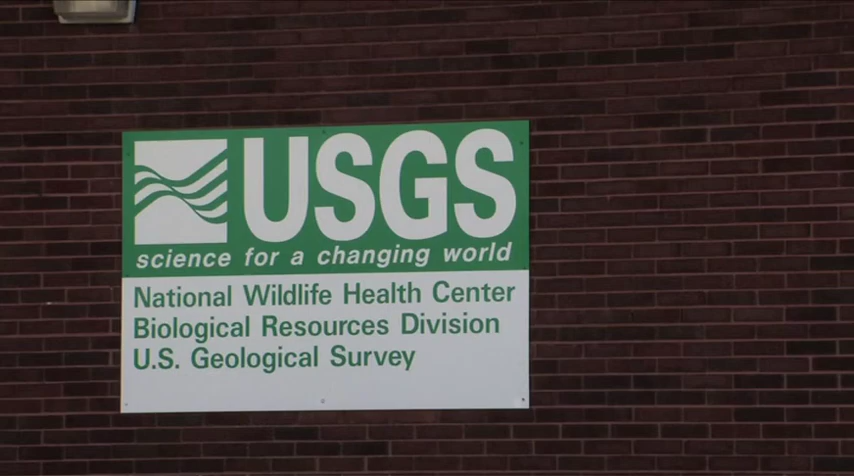 USGS
science for a changing world
National Wildlife Health Center
Biological Resources Division
U.S. Geological Survey